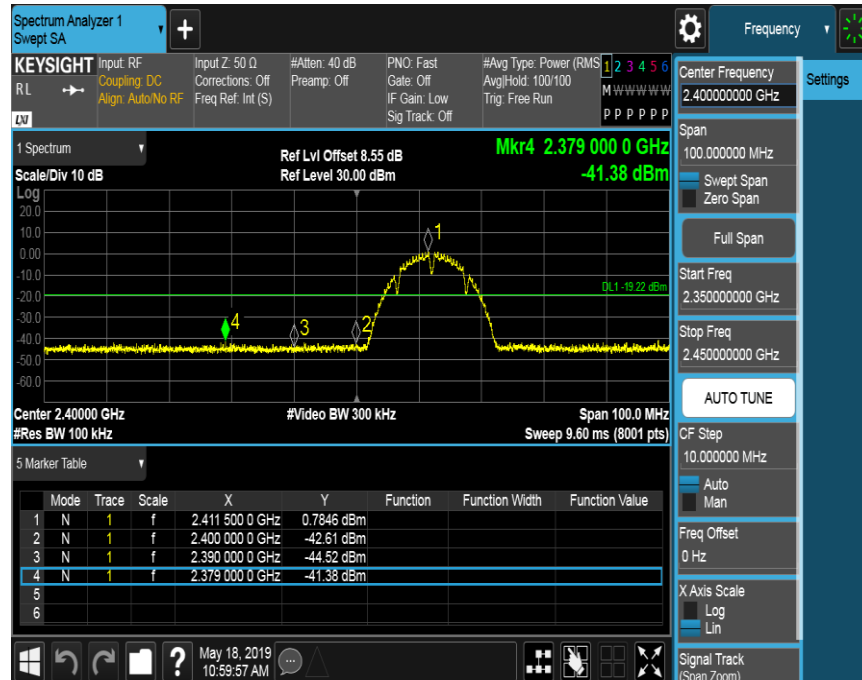 Spectrum Analyzer 1
Swept SA
Frequency
KEYSIGHT
RL
LXI
Input: RF
Coupling: DC
Align: Auto/No RF
Input Z: 50 Ω
Corrections: Off
Freq Ref: Int (S)
#Atten: 40 dB
Preamp: Off
PNO: Fast
Gate: Off
IF Gain: Low
Sig Track: Off
#Avg Type: Power (RMS
Avg|Hold: 100/100
Trig: Free Run
1 2 3 4 5 6
M W W W W W
P P P P P P
1 Spectrum
Scale/Div 10 dB
Ref Lvl Offset 8.55 dB
Ref Level 30.00 dBm
Mkr4 2.379 000 0 GHz
-41.38 dBm
Log
20.0
10.0
0.00
-10.0
-20.0
-30.0
-40.0
-50.0
-60.0
1
2
3
4
DL1 -19.22 dBm
Center 2.40000 GHz
#Res BW 100 kHz
#Video BW 300 kHz
Span 100.0 MHz
Sweep 9.60 ms (8001 pts)
5 Marker Table
Mode Trace Scale X Y Function Function Width Function Value
1 N 1 f 2.411 500 0 GHz 0.7846 dBm
2 N 1 f 2.400 000 0 GHz -42.61 dBm
3 N 1 f 2.390 000 0 GHz -44.52 dBm
4 N 1 f 2.379 000 0 GHz -41.38 dBm
5
6
May 18, 2019
10:59:57 AM
Center Frequency
2.400000000 GHz
Span
100.000000 MHz
Swept Span
Zero Span
Full Span
Start Freq
2.350000000 GHz
Stop Freq
2.450000000 GHz
AUTO TUNE
CF Step
10.000000 MHz
Auto
Man
Freq Offset
0 Hz
X Axis Scale
Log
Lin
Signal Track
(Span Zoom)
Settings